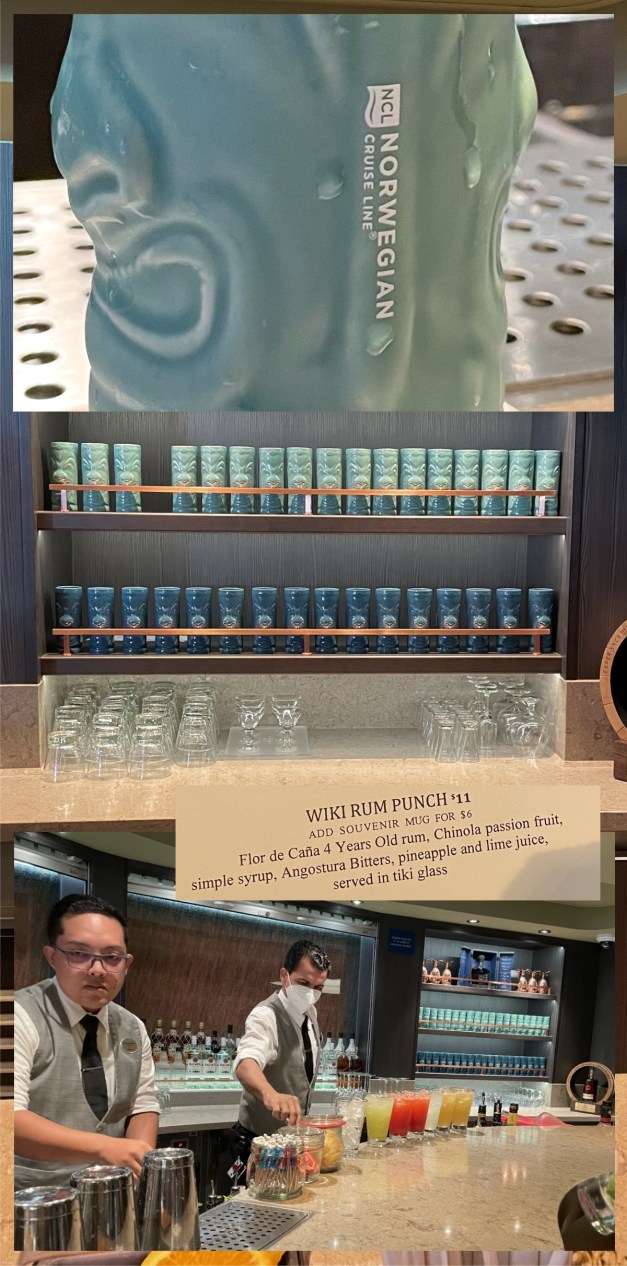 NCL
NORWEGIAN
CRUISE LINE®
WIKI RUM PUNCH $11
ADD SOUVENIR MUG FOR $6
Flor de Caña 4 Years Old rum, Chinola passion fruit,
simple syrup, Angostura Bitters, pineapple and lime juice,
served in tiki glass